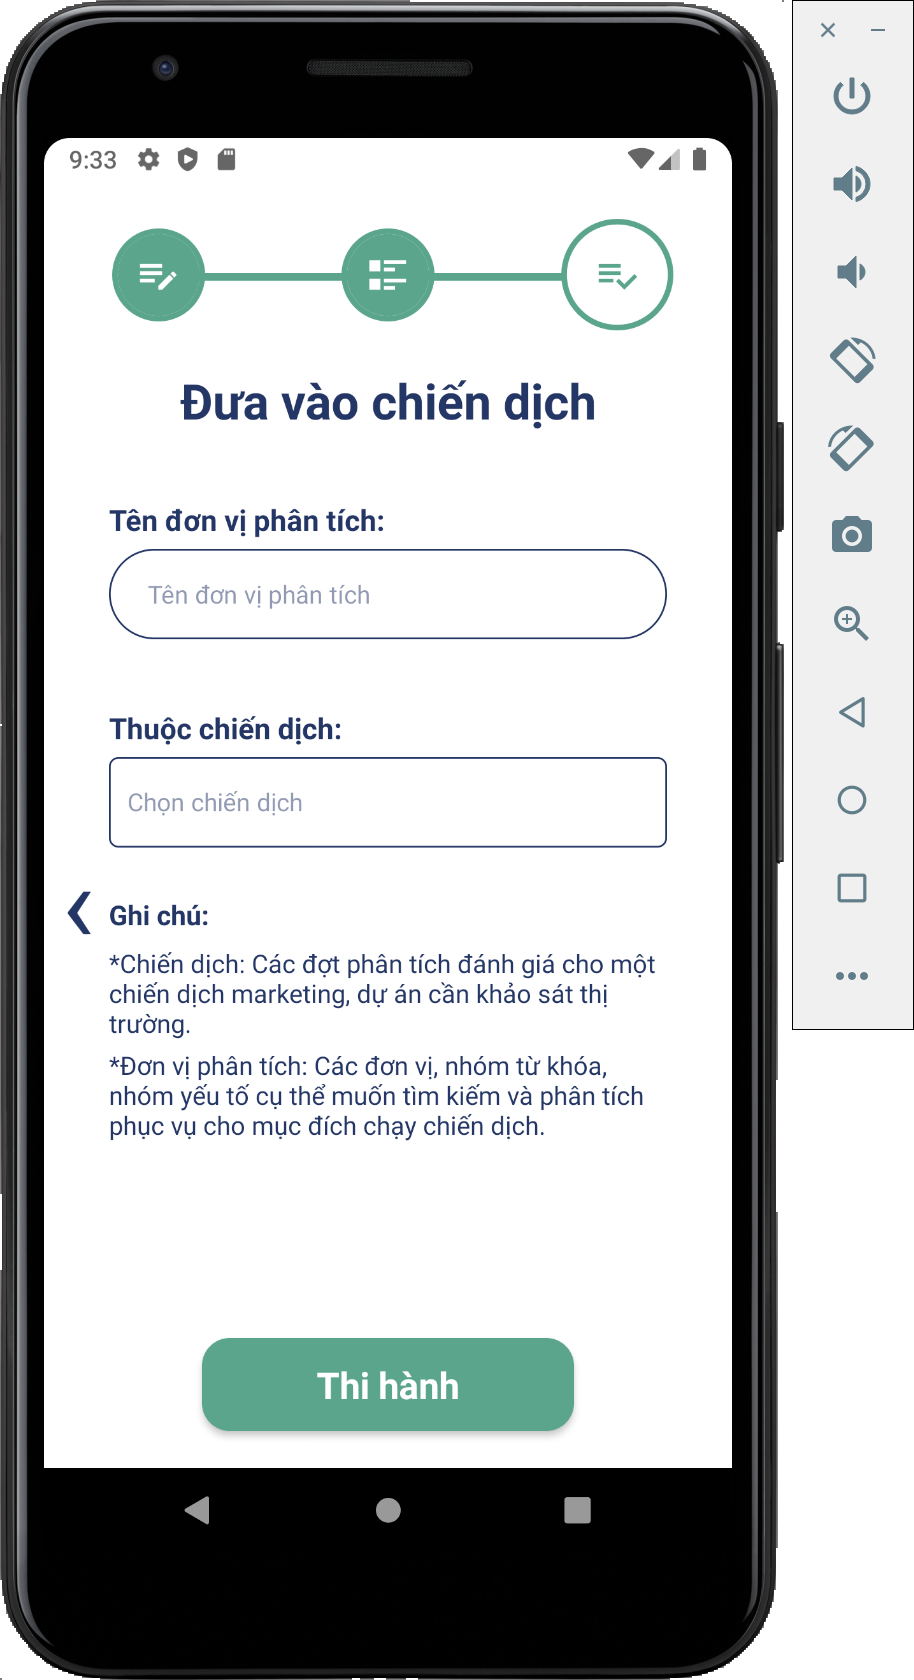 9:33
Đưa vào chiến dịch
Tên đơn vị phân tích:
Tên đơn vị phân tích
Thuộc chiến dịch:
Chọn chiến dịch
Ghi chú:
*Chiến dịch: Các đợt phân tích đánh giá cho một
chiến dịch marketing, dự án cần khảo sát thị
trường.
*Đơn vị phân tích: Các đơn vị, nhóm từ khóa,
nhóm yếu tố cụ thể muốn tìm kiếm và phân tích
phục vụ cho mục đích chạy chiến dịch.
Thi hành